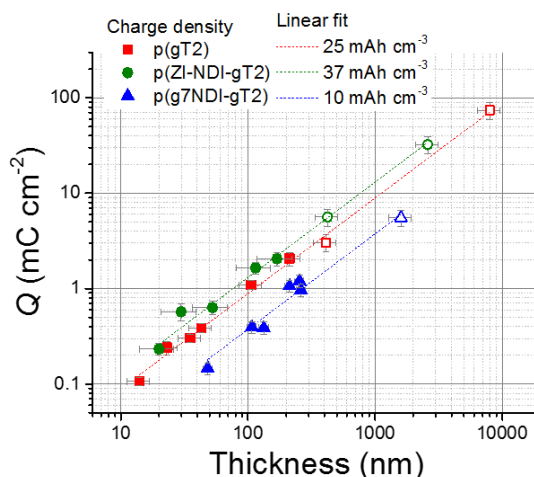 Charge density
Linear fit
p(gT2)
25 mAh cm⁻³
p(ZI-NDI-gT2)
37 mAh cm⁻³
p(g7NDI-gT2)
10 mAh cm⁻³
100
10
1
0.1
Q (mC cm⁻²)
10
100
1000
10000
Thickness (nm)